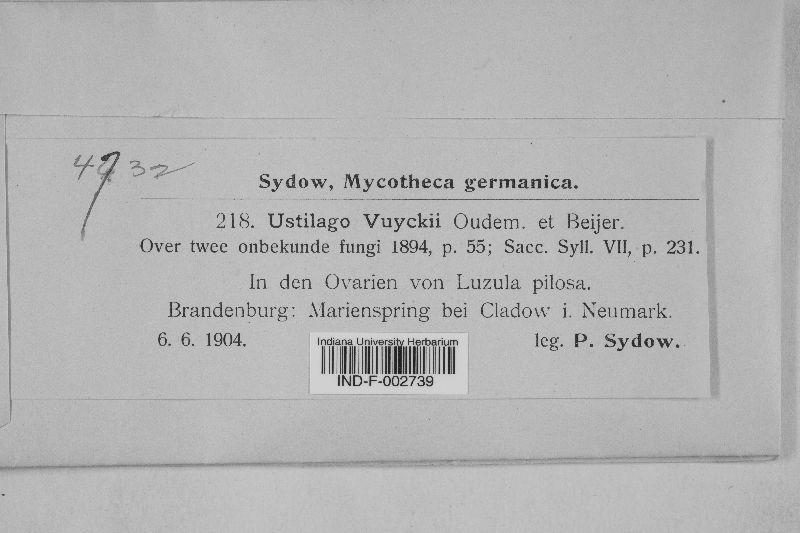 Sydow, Mycotheca germanica.
218. Ustilago Vuyckii Oudem. et Beijer.
Over twee onbekunde fungi 1894, p. 55; Sacc. Syll. VII, p. 231.
In den Ovarien von Luzula pilosa.
Brandenburg: Marienspring bei Cladow i. Neumark.
6. 6. 1904. leg. P. Sydow.
Indiana University Herbarium
IND-F-002739